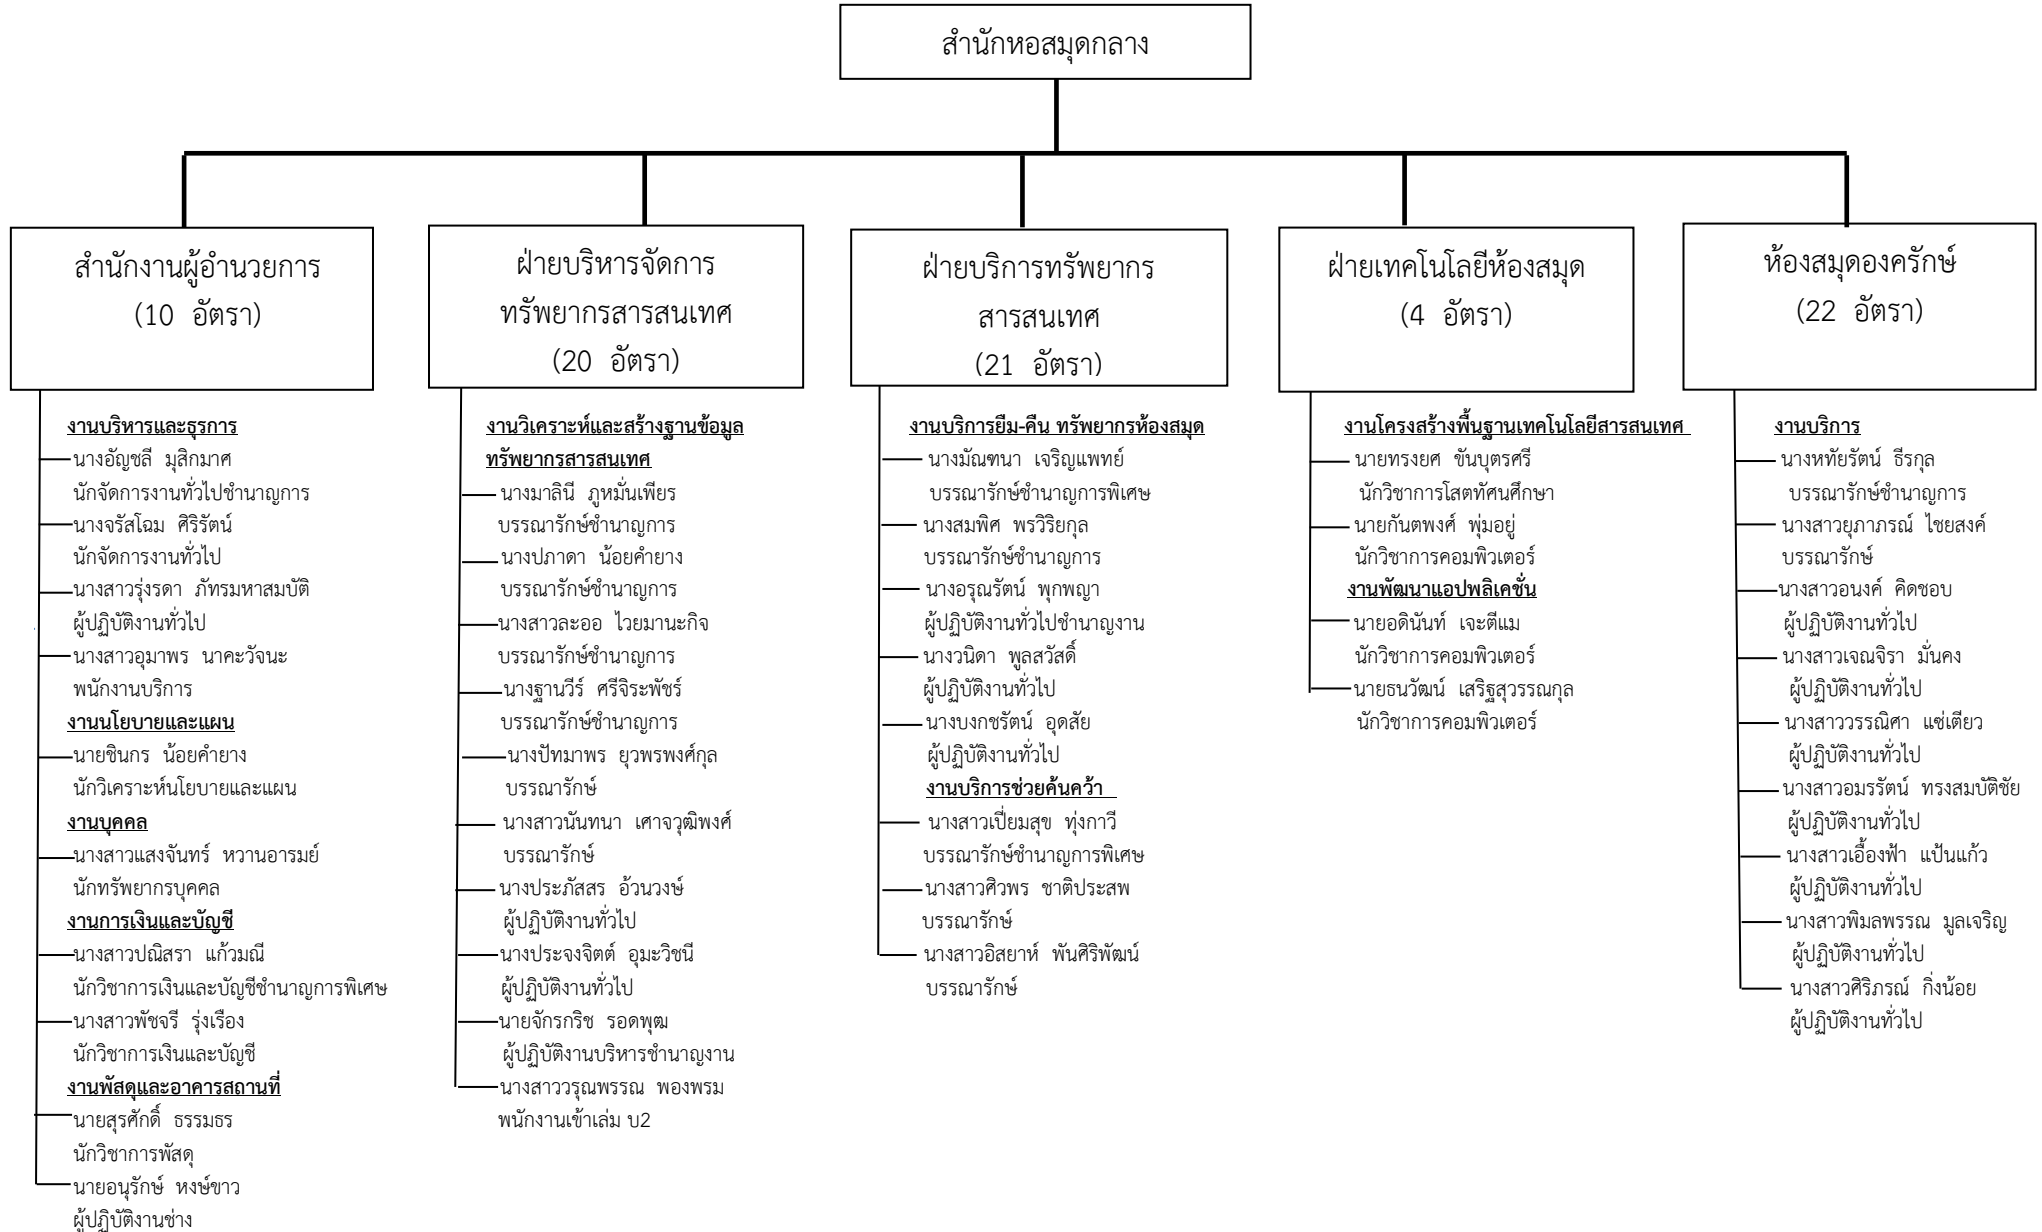 สำนักหอสมุดกลาง
สำนักงานผู้อำนวยการ
(10 อัตรา)
งานบริหารและธุรการ
นางอัญชลี มุสิกมาศ
นักจัดการงานทั่วไปชำนาญการ
นางจรัสโฉม ศิริรัตน์
นักจัดการงานทั่วไป
นางสาวรุ่งรดา ภัทรมหาสมบัติ
ผู้ปฏิบัติงานทั่วไป
นางสาวอุมาพร นาคะวัจนะ
พนักงานบริการ
งานนโยบายและแผน
นายชินกร น้อยคำยาง
นักวิเคราะห์นโยบายและแผน
งานบุคคล
นางสาวแสงจันทร์ หวานอารมย์
นักทรัพยากรบุคคล
งานการเงินและบัญชี
นางสาวปณิสรา แก้วมณี
นักวิชาการเงินและบัญชีชำนาญการพิเศษ
นางสาวพัชจรี รุ่งเรือง
นักวิชาการเงินและบัญชี
งานพัสดุและอาคารสถานที่
นายสุรศักดิ์ ธรรมธร
นักวิชาการพัสดุ
นายอนุรักษ์ หงษ์ขาว
ผู้ปฏิบัติงานช่าง
ฝ่ายบริหารจัดการ
ทรัพยากรสารสนเทศ
(20 อัตรา)
งานวิเคราะห์และสร้างฐานข้อมูล
ทรัพยากรสารสนเทศ
นางมาลินี ภูหมั่นเพียร
บรรณารักษ์ชำนาญการ
นางปภาดา น้อยคำยาง
บรรณารักษ์ชำนาญการ
นางสาวละออ ไวยมานะกิจ
บรรณารักษ์ชำนาญการ
นางฐานวีร์ ศรีจิระพัชร์
บรรณารักษ์ชำนาญการ
นางปัทมาพร ยุวพรพงศ์กุล
บรรณารักษ์
นางสาวนันทนา เศาจวุฒิพงศ์
บรรณารักษ์
นางประภัสสร อ้วนวงษ์
ผู้ปฏิบัติงานทั่วไป
นางประจงจิตต์ อุมะวิชนี
ผู้ปฏิบัติงานทั่วไป
นายจักรกริช รอดพุฒ
ผู้ปฏิบัติงานบริหารชำนาญงาน
นางสาววรุณพรรณ พองพรม
พนักงานเข้าเล่ม บ2
ฝ่ายบริการทรัพยากร
สารสนเทศ
(21 อัตรา)
งานบริการยืม-คืน ทรัพยากรห้องสมุด
นางมัณฑนา เจริญแพทย์
บรรณารักษ์ชำนาญการพิเศษ
นางสมพิศ พรวิริยกุล
บรรณารักษ์ชำนาญการ
นางอรุณรัตน์ พุกพญา
ผู้ปฏิบัติงานทั่วไปชำนาญงาน
นางวนิดา พูลสวัสดิ์
ผู้ปฏิบัติงานทั่วไป
นางบงกชรัตน์ อุดสัย
ผู้ปฏิบัติงานทั่วไป
งานบริการช่วยค้นคว้า
นางสาวเปี่ยมสุข ทุ่งกาวี
บรรณารักษ์ชำนาญการพิเศษ
นางสาวศิวพร ชาติประสพ
บรรณารักษ์
นางสาวอิสยาห์ พันศิริพัฒน์
บรรณารักษ์
ฝ่ายเทคโนโลยีห้องสมุด
(4 อัตรา)
งานโครงสร้างพื้นฐานเทคโนโลยีสารสนเทศ
นายทรงยศ ขันบุตรศรี
นักวิชาการโสตทัศนศึกษา
นายกันตพงศ์ พุ่มอยู่
นักวิชาการคอมพิวเตอร์
งานพัฒนาแอปพลิเคชั่น
นายอดินันท์ เจะตีแม
นักวิชาการคอมพิวเตอร์
นายธนวัฒน์ เสริฐสุวรรณกุล
นักวิชาการคอมพิวเตอร์
ห้องสมุดองครักษ์
(22 อัตรา)
งานบริการ
นางหทัยรัตน์ ธีรกุล
บรรณารักษ์ชำนาญการ
นางสาวยุภาภรณ์ ไชยสงค์
บรรณารักษ์
นางสาวอนงค์ คิดชอบ
ผู้ปฏิบัติงานทั่วไป
นางสาวเจณจิรา มั่นคง
ผู้ปฏิบัติงานทั่วไป
นางสาววรรณิศา แซ่เตียว
ผู้ปฏิบัติงานทั่วไป
นางสาวอมรรัตน์ ทรงสมบัติชัย
ผู้ปฏิบัติงานทั่วไป
นางสาวเอื้องฟ้า แป้นแก้ว
ผู้ปฏิบัติงานทั่วไป
นางสาวพิมลพรรณ มูลเจริญ
ผู้ปฏิบัติงานทั่วไป
นางสาวศิริภรณ์ กิ่งน้อย
ผู้ปฏิบัติงานทั่วไป